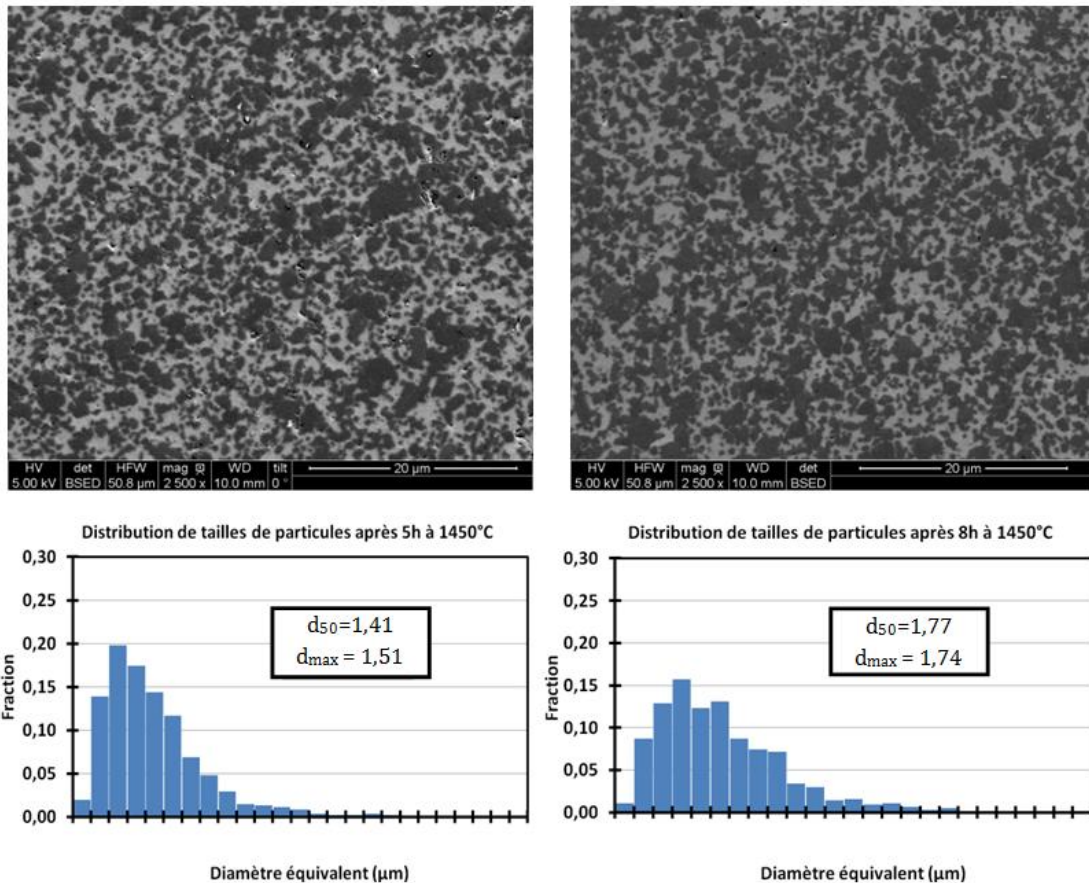 HV det HFW mag WD tilt 20 µm
5.00 kV BSED 50.8 µm 2 500 x 10.0 mm 0 °
HV det HFW mag WD 20 µm
5.00 kV BSED 50.8 µm 2 500 x 10.0 mm
Distribution de tailles de particules après 5h à 1450°C
0,30
0,25
0,20
0,15
0,10
0,05
0,00
Fraction
d50=1,41
dmax = 1,51
Diamètre équivalent (µm)
Distribution de tailles de particules après 8h à 1450°C
0,30
0,25
0,20
0,15
0,10
0,05
0,00
Fraction
d50=1,77
dmax = 1,74
Diamètre équivalent (µm)